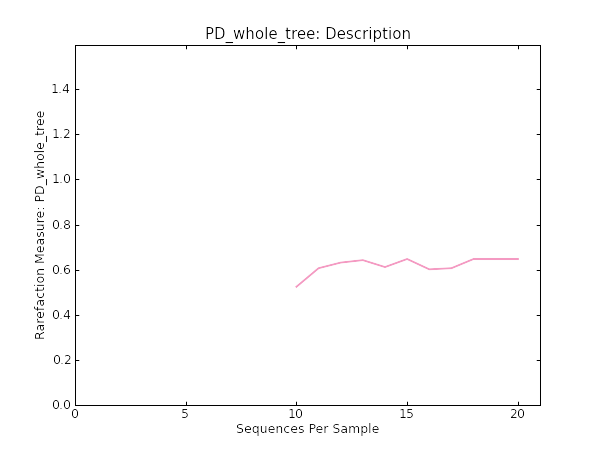 PD_whole_tree: Description
Rarefaction Measure: PD_whole_tree
1.4
1.2
1.0
0.8
0.6
0.4
0.2
0.0
0 5 10 15 20
Sequences Per Sample